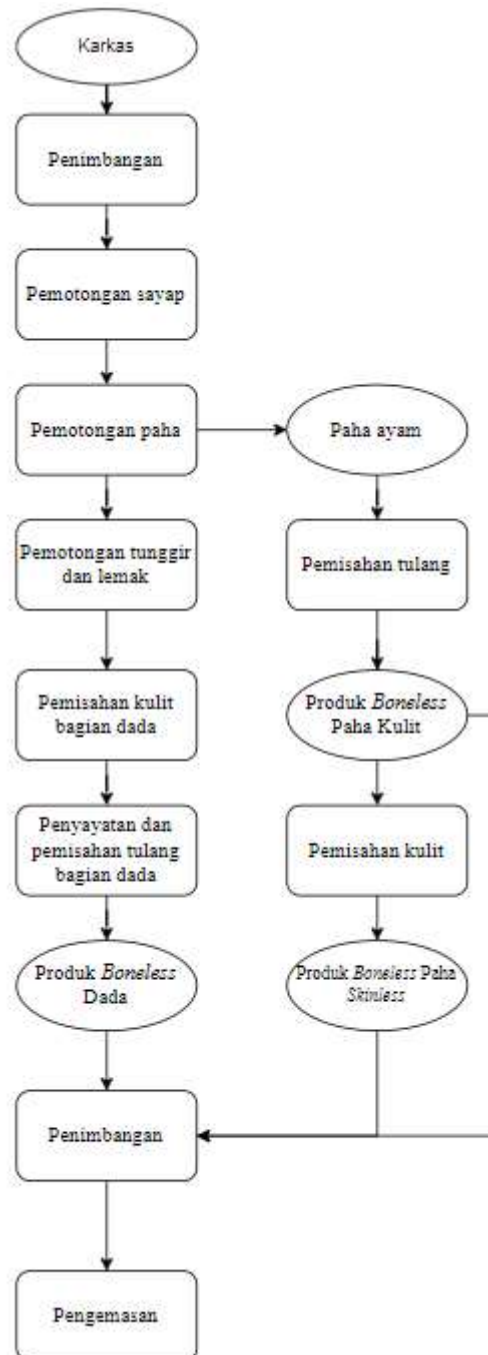 Karkas
Penimbangan
Pemotongan sayap
Pemotongan paha
Paha ayam
Pemotongan tunggir
dan lemak
Pemisahan tulang
Pemisahan kulit
bagian dada
Produk Boneless
Paha Kulit
Penyayatan dan
pemisahan tulang
bagian dada
Pemisahan kulit
Produk Boneless
Dada
Produk Boneless Paha
Skinless
Penimbangan
Pengemasan